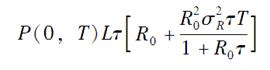 P(0, T)Lτ[R₀ + R₀²σ_R²τT / (1 + R₀τ)]